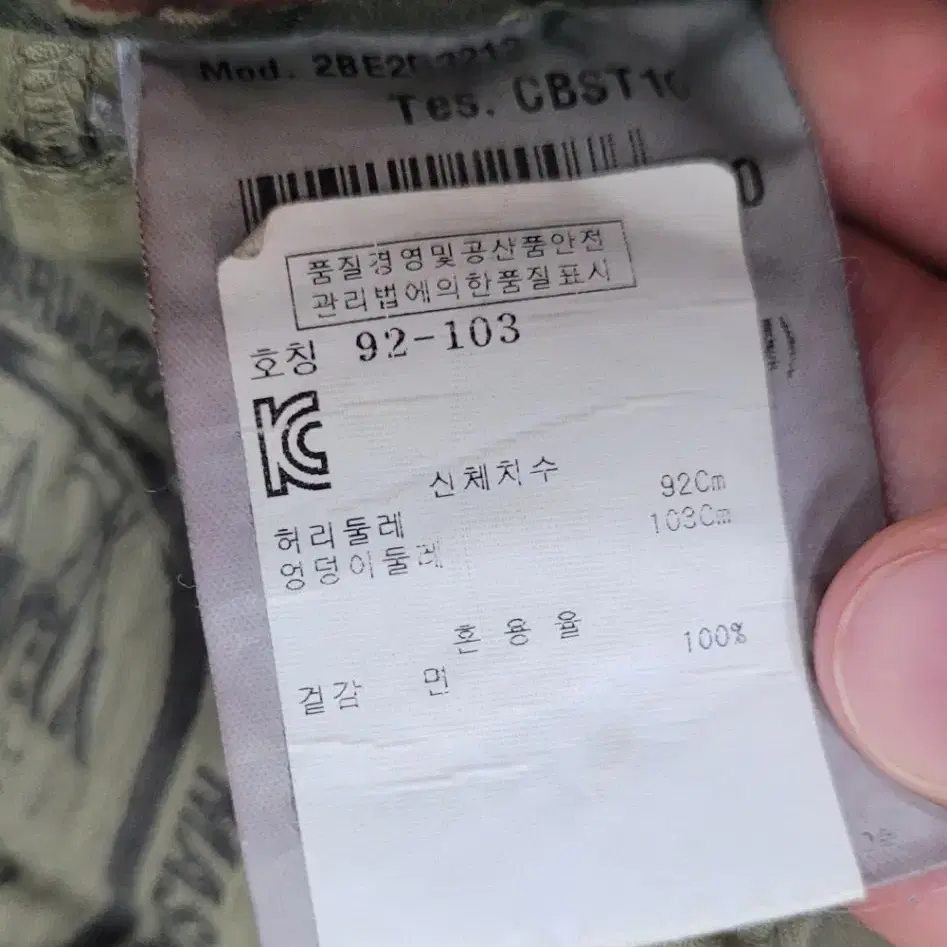 Mod.
Tes. CBST10
품질경영및공산품안전
관리법에의한품질표시
호칭 92-103
신체치수
허리둘레 92Cm
엉덩이둘레 103Cm
혼용율
겉감 면 100%